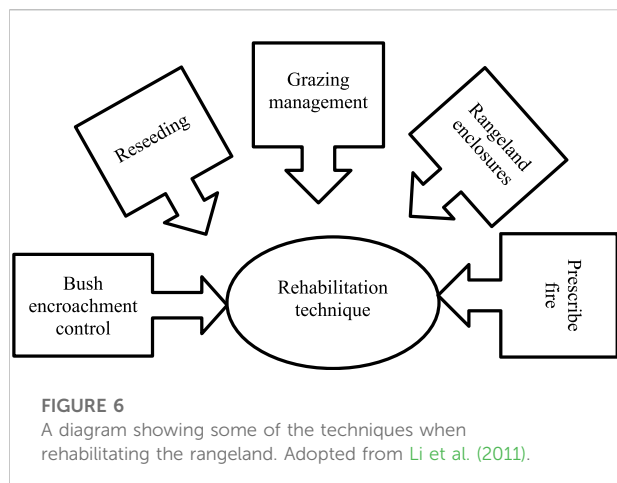 Grazing
management
Reseeding
Rangeland
enclosures
Bush
encroachment
control
Rehabilitation
technique
Prescribe
fire
FIGURE 6
A diagram showing some of the techniques when
rehabilitating the rangeland. Adopted from Li et al. (2011).